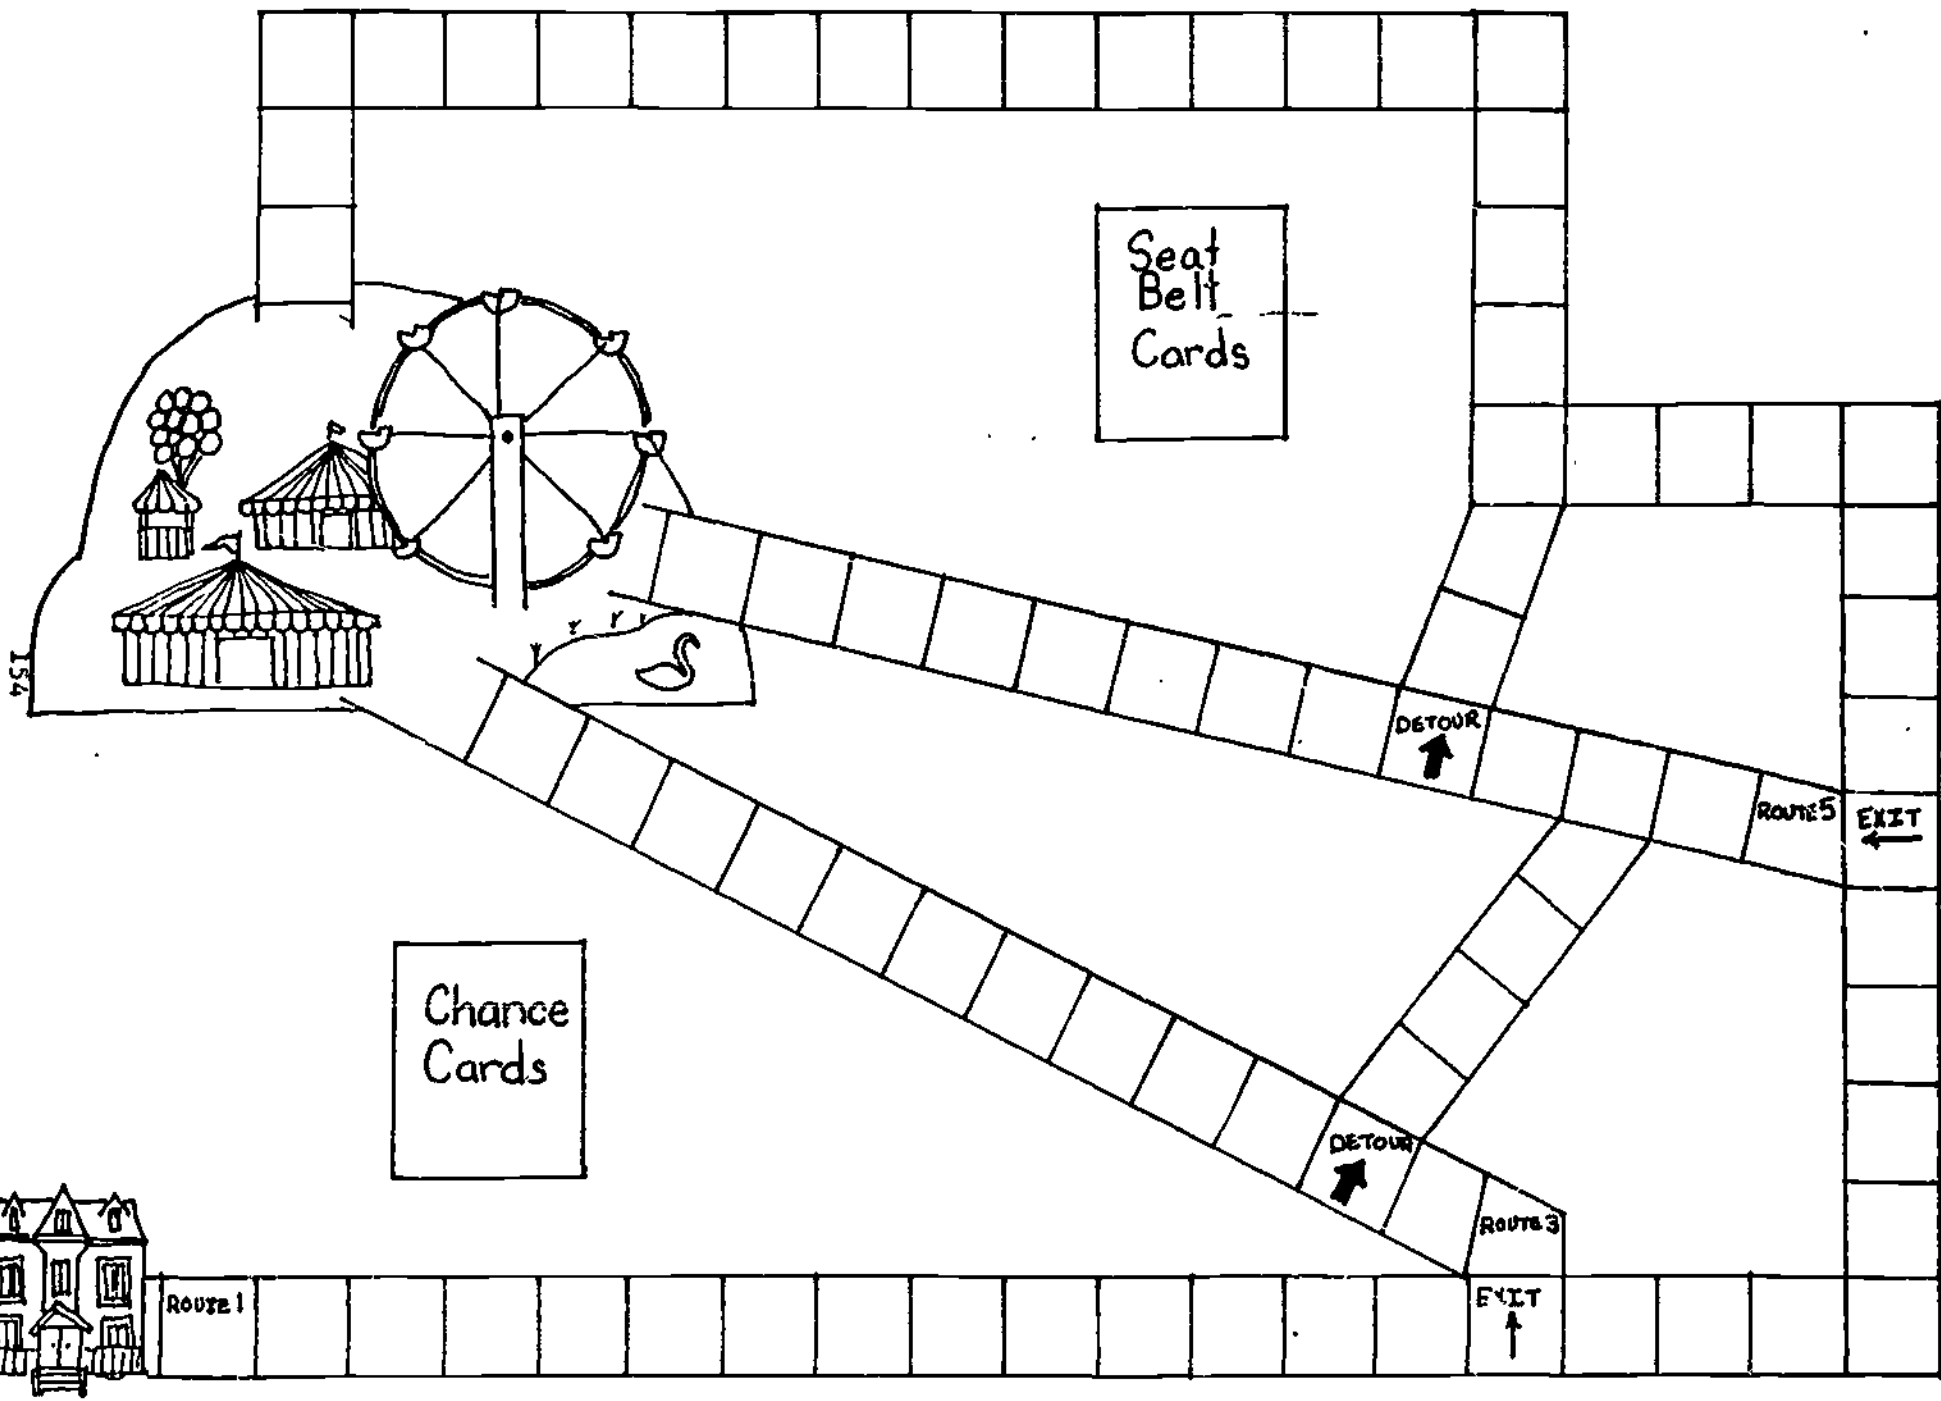 Seat
Belt
Cards
154
DETOUR
ROUTE 5
EXIT
Chance
Cards
DETOUR
ROUTE 3
ROUTE 1
EXIT